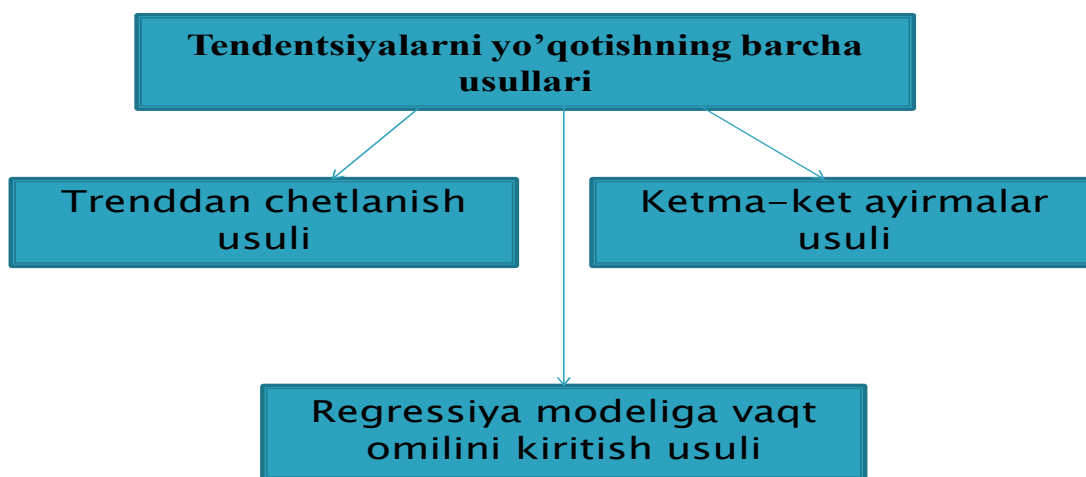 Tendentsiyalarni yo’qotishning barcha
usullari
Trenddan chetlanish
usuli
Ketma–ket ayirmalar
usuli
Regressiya modeliga vaqt
omilini kiritish usuli